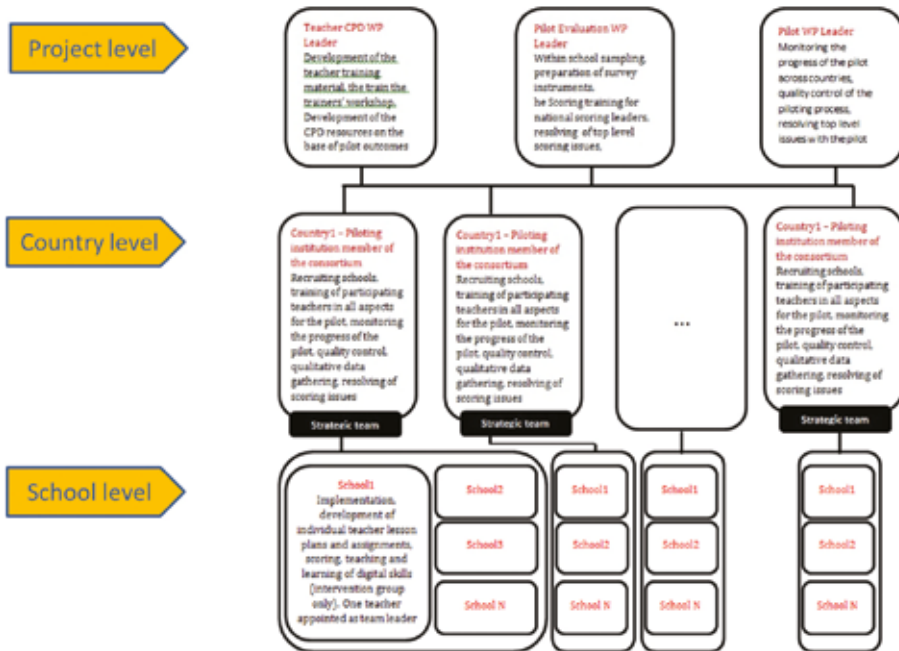 Project level
Teacher CPD WP
Leader
Development of the
teacher training
material, the train the
trainers' workshop,
Development of the
CPD resources on the
base of pilot outcomes
Pilot Evaluation WP
Leader
Within school sampling,
preparation of survey
instruments.
he Scoring training for
national scoring leaders,
resolving of top level
scoring issues,
Pilot WP Leader
Monitoring the
progress of the pilot
across countries,
quality control of the
piloting process,
resolving top level
issues with the pilot
Country level
Country1 – Piloting
institution member of
the consortium
Recruiting schools,
training of participating
teachers in all aspects
for the pilot, monitoring
the progress of the
pilot, quality control,
qualitative data
gathering, resolving of
scoring issues
Strategic team
Country1 – Piloting
institution member of
the consortium
Recruiting schools,
training of participating
teachers in all aspects
for the pilot, monitoring
the progress of the
pilot, quality control,
qualitative data
gathering, resolving of
scoring issues
Strategic team
...
Country1 – Piloting
institution member of
the consortium
Recruiting schools,
training of participating
teachers in all aspects
for the pilot, monitoring
the progress of the
pilot, quality control,
qualitative data
gathering, resolving of
scoring issues
Strategic team
School level
School1
Implementation,
development of
individual teacher lesson
plans and assignments,
scoring, teaching and
learning of digital skills
(intervention group
only). One teacher
appointed as team leader
School2
School3
School N
School1
School2
School N
School1
School2
School N
School1
School2
School N